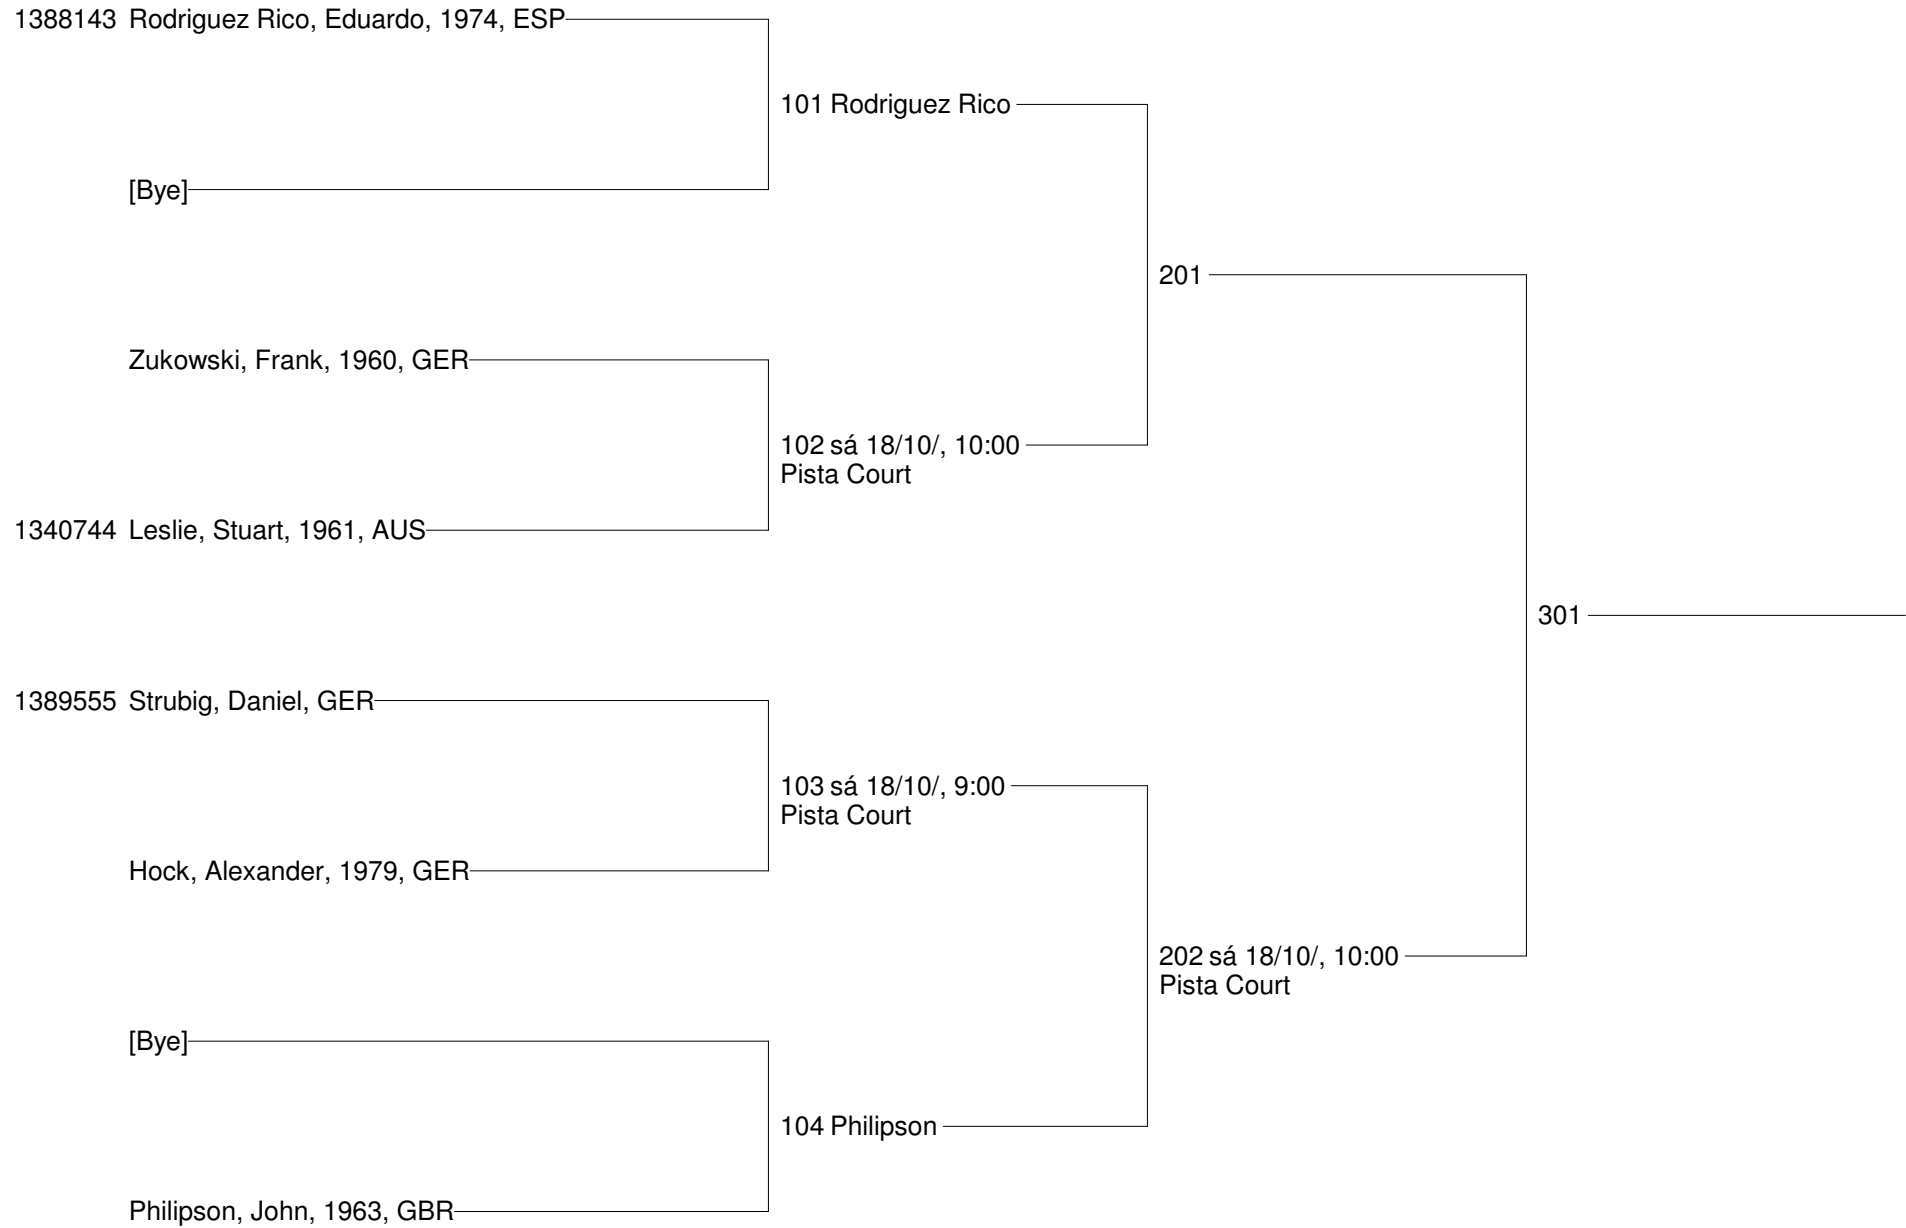 1388143 Rodriguez Rico, Eduardo, 1974, ESP
101 Rodriguez Rico
[Bye]
201
Zukowski, Frank, 1960, GER
102 sá 18/10/, 10:00
Pista Court
1340744 Leslie, Stuart, 1961, AUS
301
1389555 Strubig, Daniel, GER
103 sá 18/10/, 9:00
Pista Court
Hock, Alexander, 1979, GER
202 sá 18/10/, 10:00
Pista Court
[Bye]
104 Philipson
Philipson, John, 1963, GBR